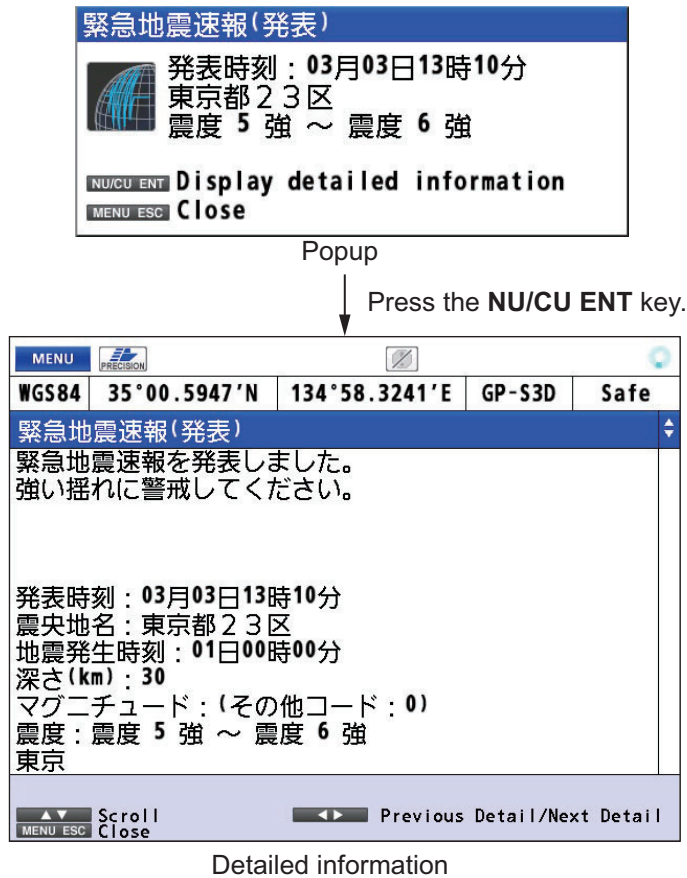 緊急地震速報(発表)
発表時刻：03月03日13時10分
東京都２３区
震度 5 強 ～ 震度 6 強
NU/CU ENT Display detailed information
MENU ESC Close
Popup
Press the NU/CU ENT key.
MENU PRECISION
WGS84 35°00.5947'N 134°58.3241'E GP-S3D Safe
緊急地震速報(発表)
緊急地震速報を発表しました。
強い揺れに警戒してください。
発表時刻：03月03日13時10分
震央地名：東京都２３区
地震発生時刻：01日00時00分
深さ(km)：30
マグニチュード：(その他コード：0)
震度：震度 5 強 ～ 震度 6 強
東京
▲▼ Scroll ◀▶ Previous Detail/Next Detail
MENU ESC Close
Detailed information